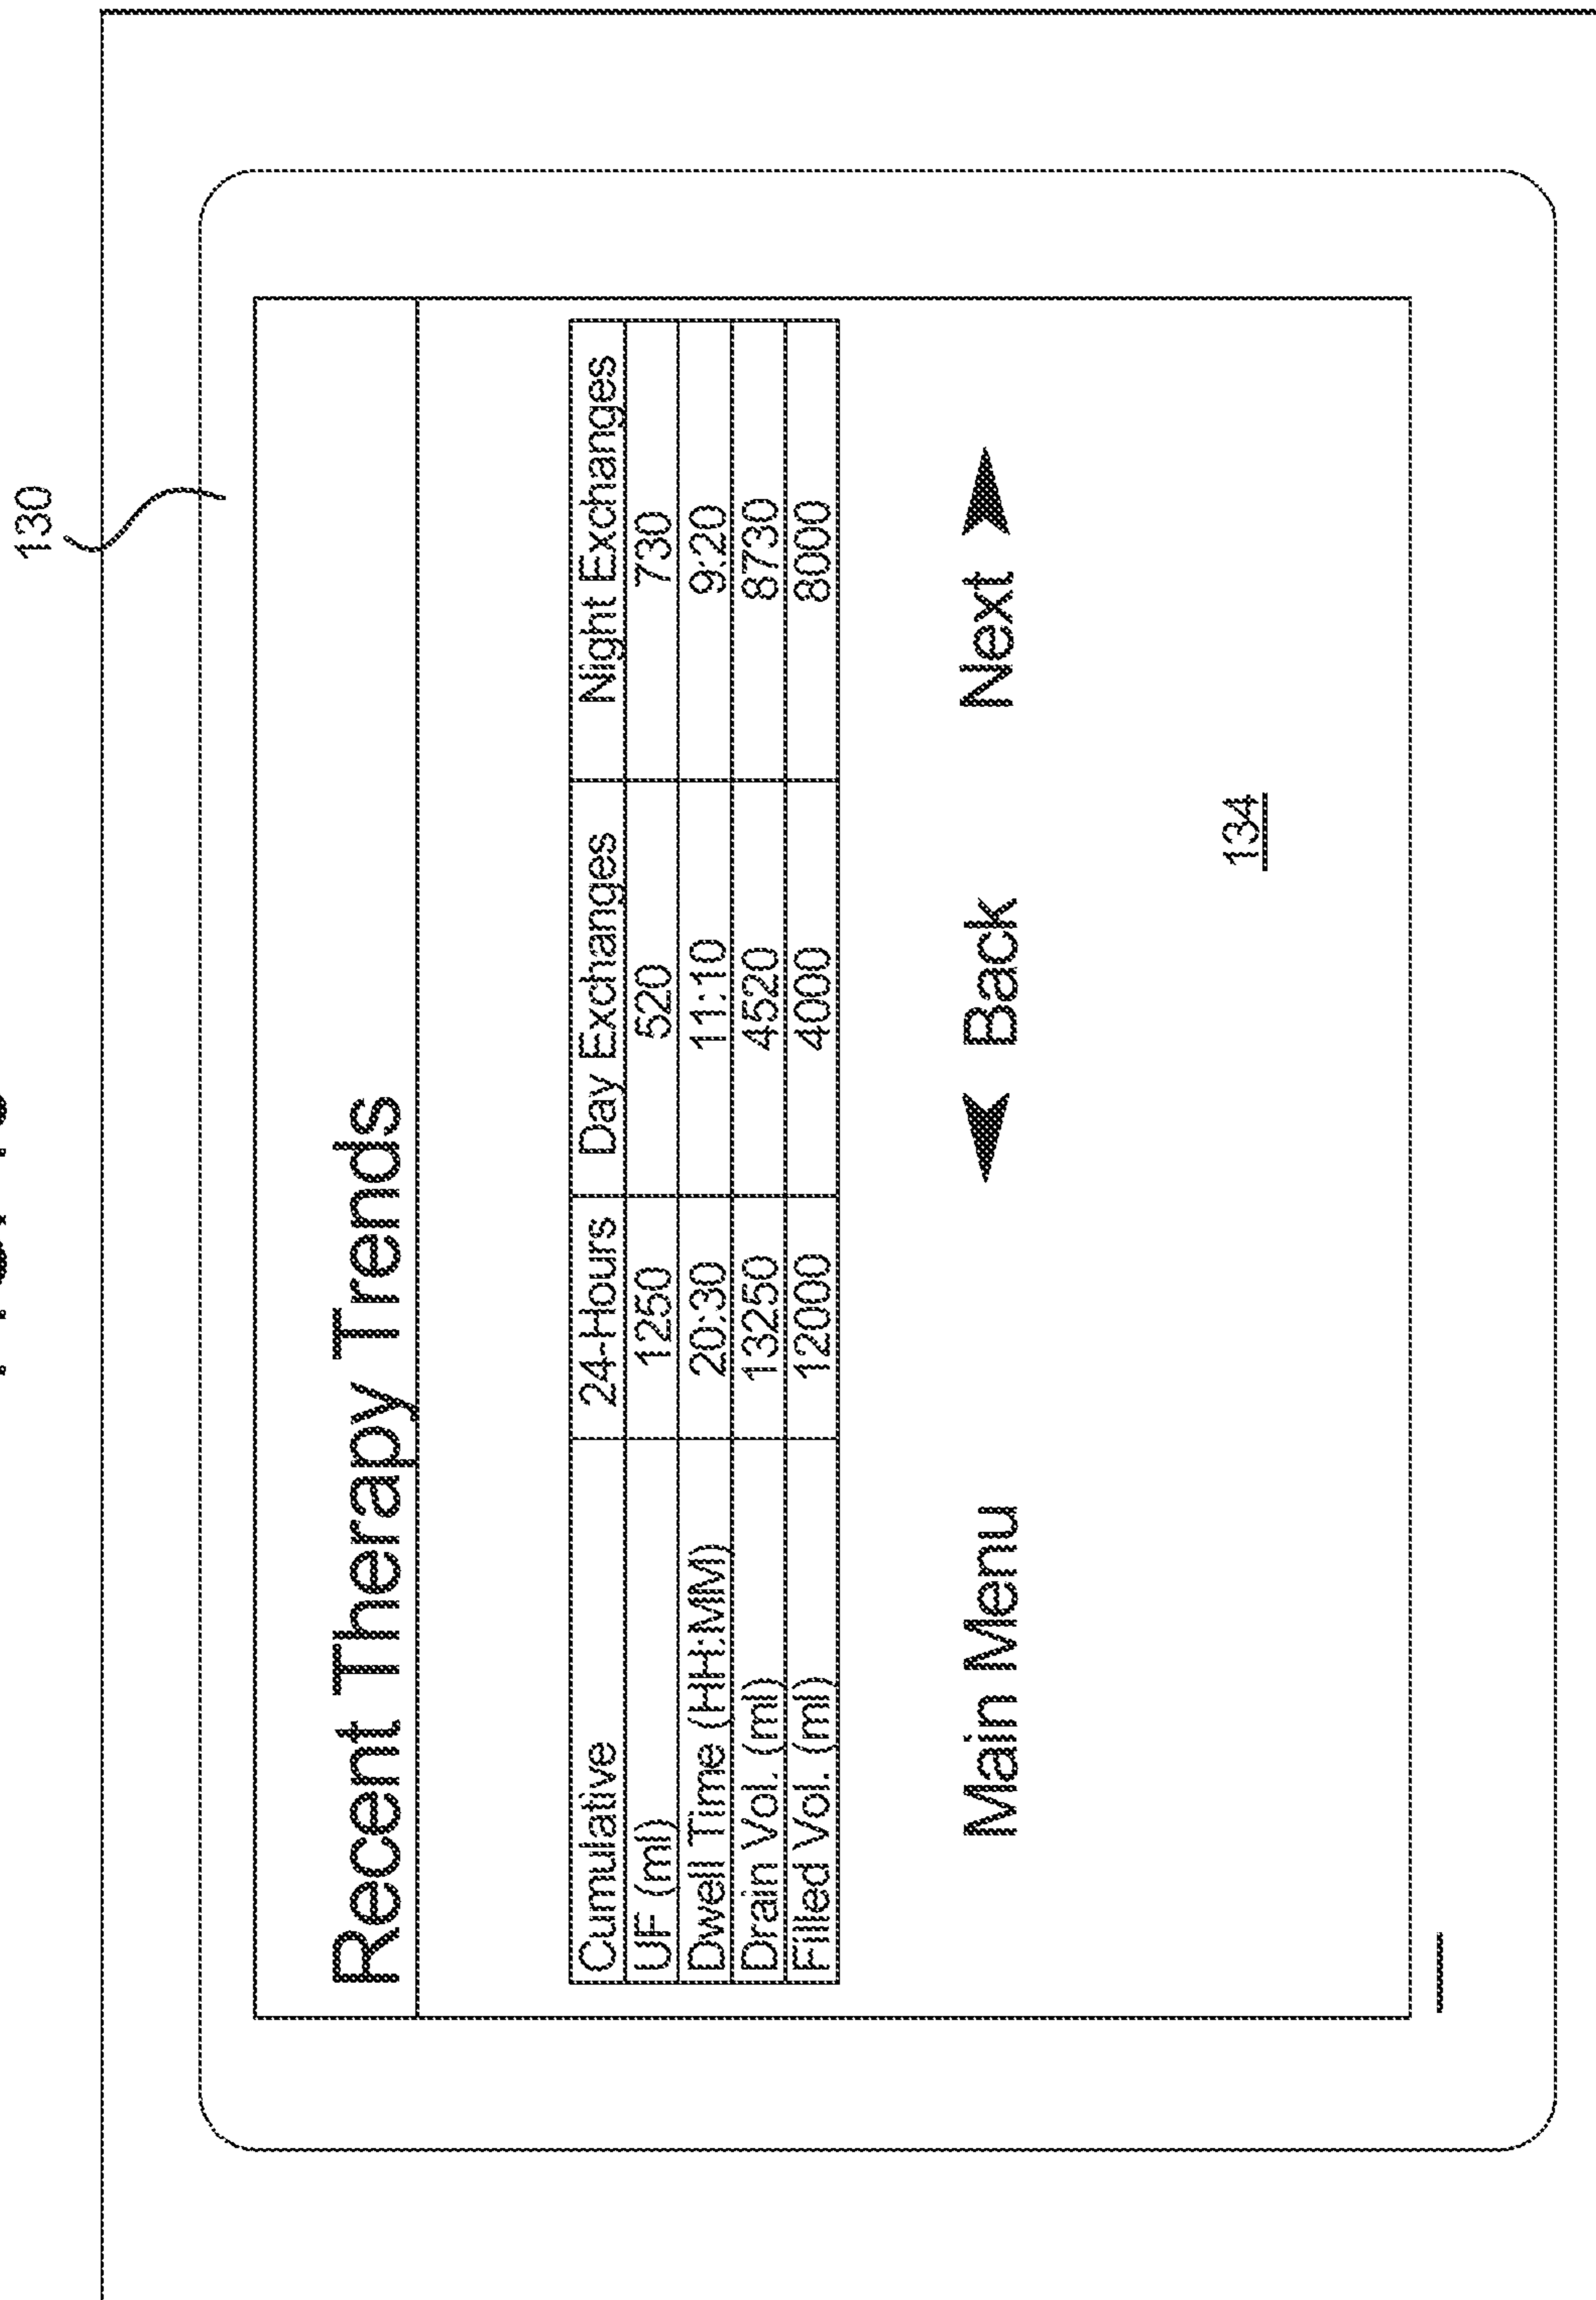 130
Recent Therapy Trends
Cumulative 24-Hours Day Exchanges Night Exchanges
UF (ml) 1250 520 730
Dwell Time (HH:MM) 20:30 11:10 9:20
Drain Vol. (ml) 13250 4520 8730
Filled Vol. (ml) 12000 4000 8000
Main Menu Back Next
134